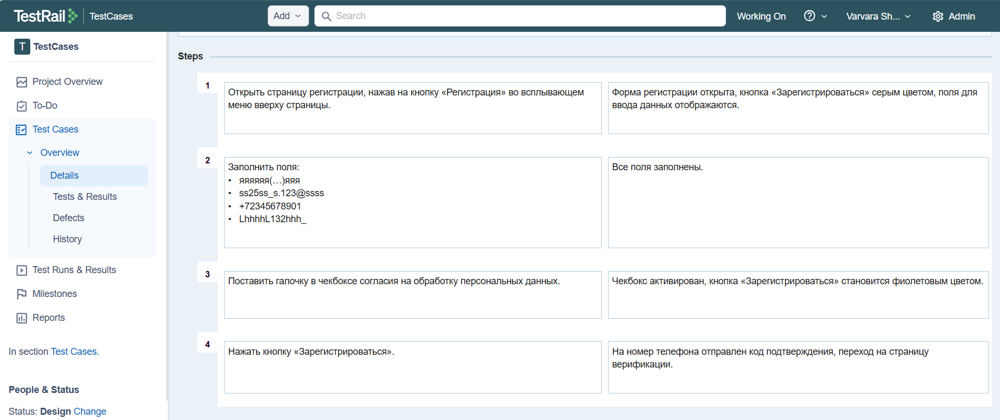 TestRail
TestCases
Add
Search
Working On
Varvara Sh...
Admin
T TestCases
Project Overview
To-Do
Test Cases
Overview
Details
Tests & Results
Defects
History
Test Runs & Results
Milestones
Reports
In section Test Cases.
People & Status
Status: Design Change
Steps
1
Открыть страницу регистрации, нажав на кнопку «Регистрация» во всплывающем
меню вверху страницы.
Форма регистрации открыта, кнопка «Зарегистрироваться» серым цветом, поля для
ввода данных отображаются.
2
Заполнить поля:
• яяяяяя(…)яяя
• ss25ss_s.123@ssss
• +72345678901
• LhhhhL132hhh_
Все поля заполнены.
3
Поставить галочку в чекбоксе согласия на обработку персональных данных.
Чекбокс активирован, кнопка «Зарегистрироваться» становится фиолетовым цветом.
4
Нажать кнопку «Зарегистрироваться».
На номер телефона отправлен код подтверждения, переход на страницу
верификации.